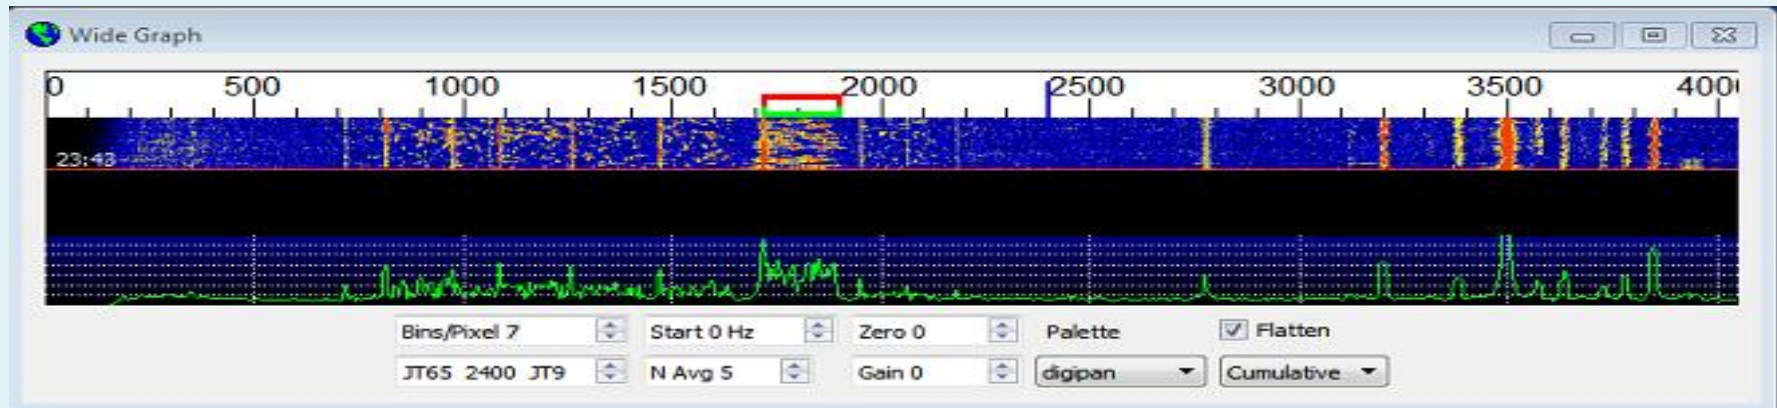 Wide Graph
0 500 1000 1500 2000 2500 3000 3500 400
23:43
Bins/Pixel 7 Start 0 Hz Zero 0 Palette Flatten
JT65 2400 JT9 N Avg 5 Gain 0 digipan Cumulative